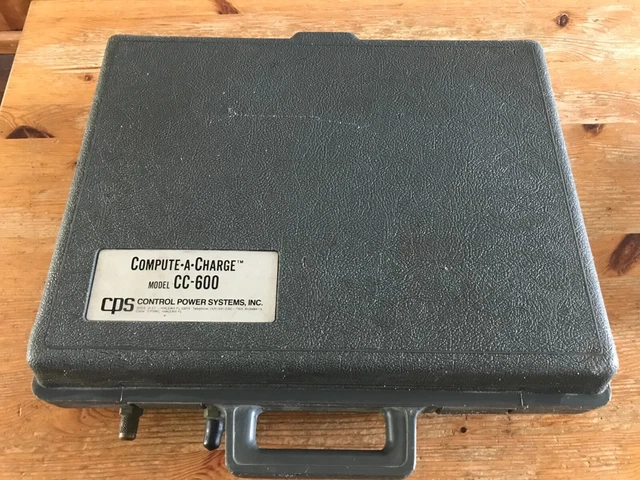 COMPUTE-A-CHARGE™
MODEL CC-600
cps CONTROL POWER SYSTEMS, INC.